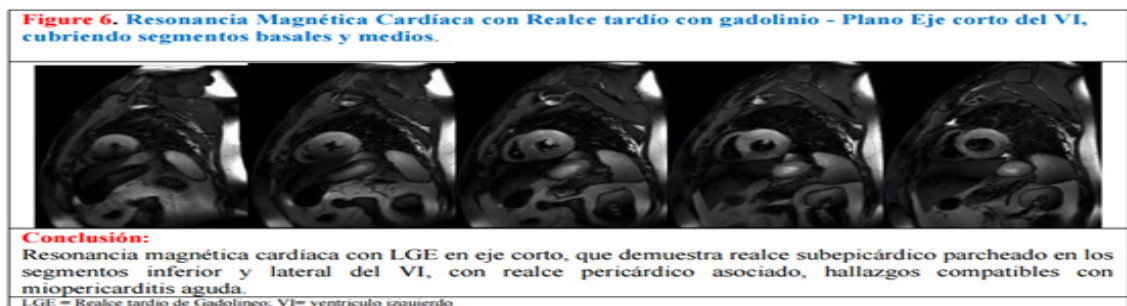 Figure 6. Resonancia Magnética Cardíaca con Realce tardío con gadolinio - Plano Eje corto del VI,
cubriendo segmentos basales y medios.
Conclusión:
Resonancia magnética cardíaca con LGE en eje corto, que demuestra realce subepicárdico parcheado en los
segmentos inferior y lateral del VI, con realce pericárdico asociado, hallazgos compatibles con
miopericarditis aguda.
LGE = Realce tardío de Gadolineo; VI= ventrículo izquierdo